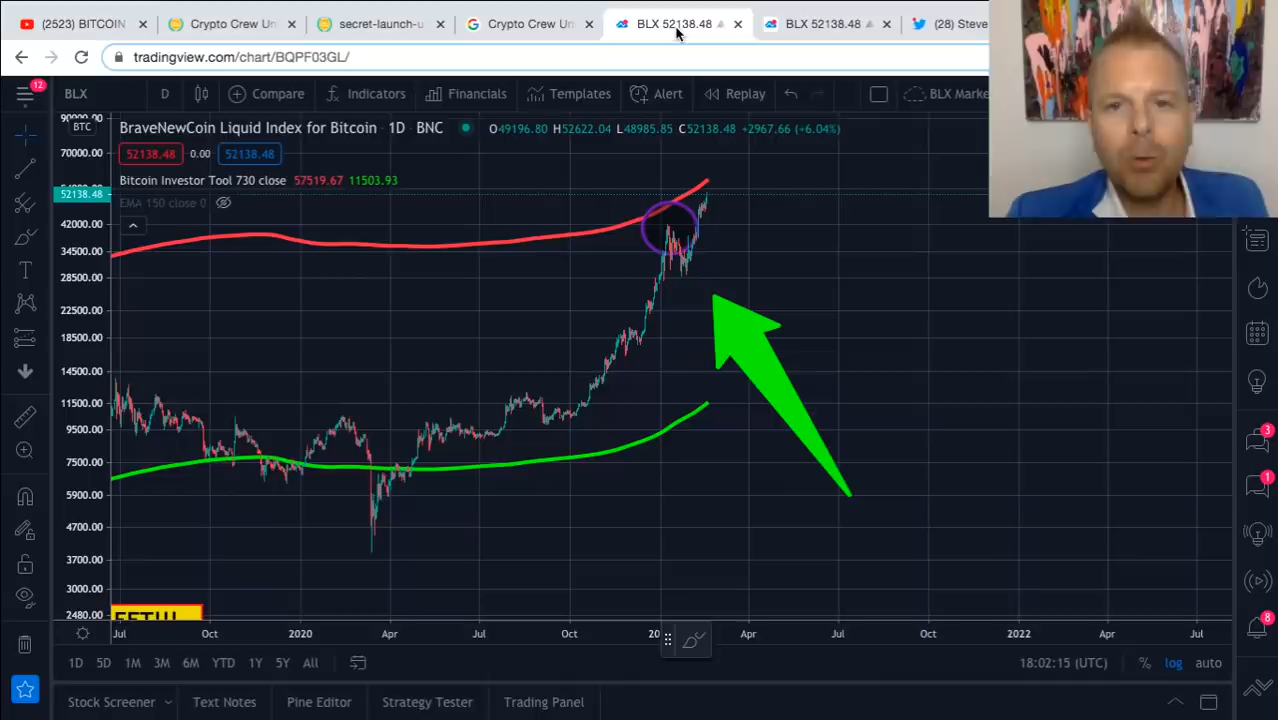 (2523) BITCOIN
Crypto Crew Un
secret-launch-u
Crypto Crew Un
BLX 52138.48
BLX 52138.48
(28) Steve
tradingview.com/chart/BQPF03GL/
12
BLX
D
Compare
Indicators
Financials
Templates
Alert
Replay
BLX Marke
90000.00
BTC
BraveNewCoin Liquid Index for Bitcoin · 1D · BNC
O49196.80 H52622.04 L48985.85 C52138.48 +2967.66 (+6.04%)
70000.00
52138.48
0.00
52138.48
Bitcoin Investor Tool 730 close 57519.67 11503.93
52138.48
EMA 150 close 0
42000.00
34500.00
28500.00
22500.00
18500.00
14500.00
11500.00
9500.00
7500.00
5900.00
4700.00
3700.00
3000.00
2480.00
3
1
8
Jul
Oct
2020
Apr
Jul
Oct
Apr
Jul
Oct
2022
Apr
Jul
1D
5D
1M
3M
6M
YTD
1Y
5Y
All
18:02:15 (UTC)
%
log
auto
Stock Screener
Text Notes
Pine Editor
Strategy Tester
Trading Panel